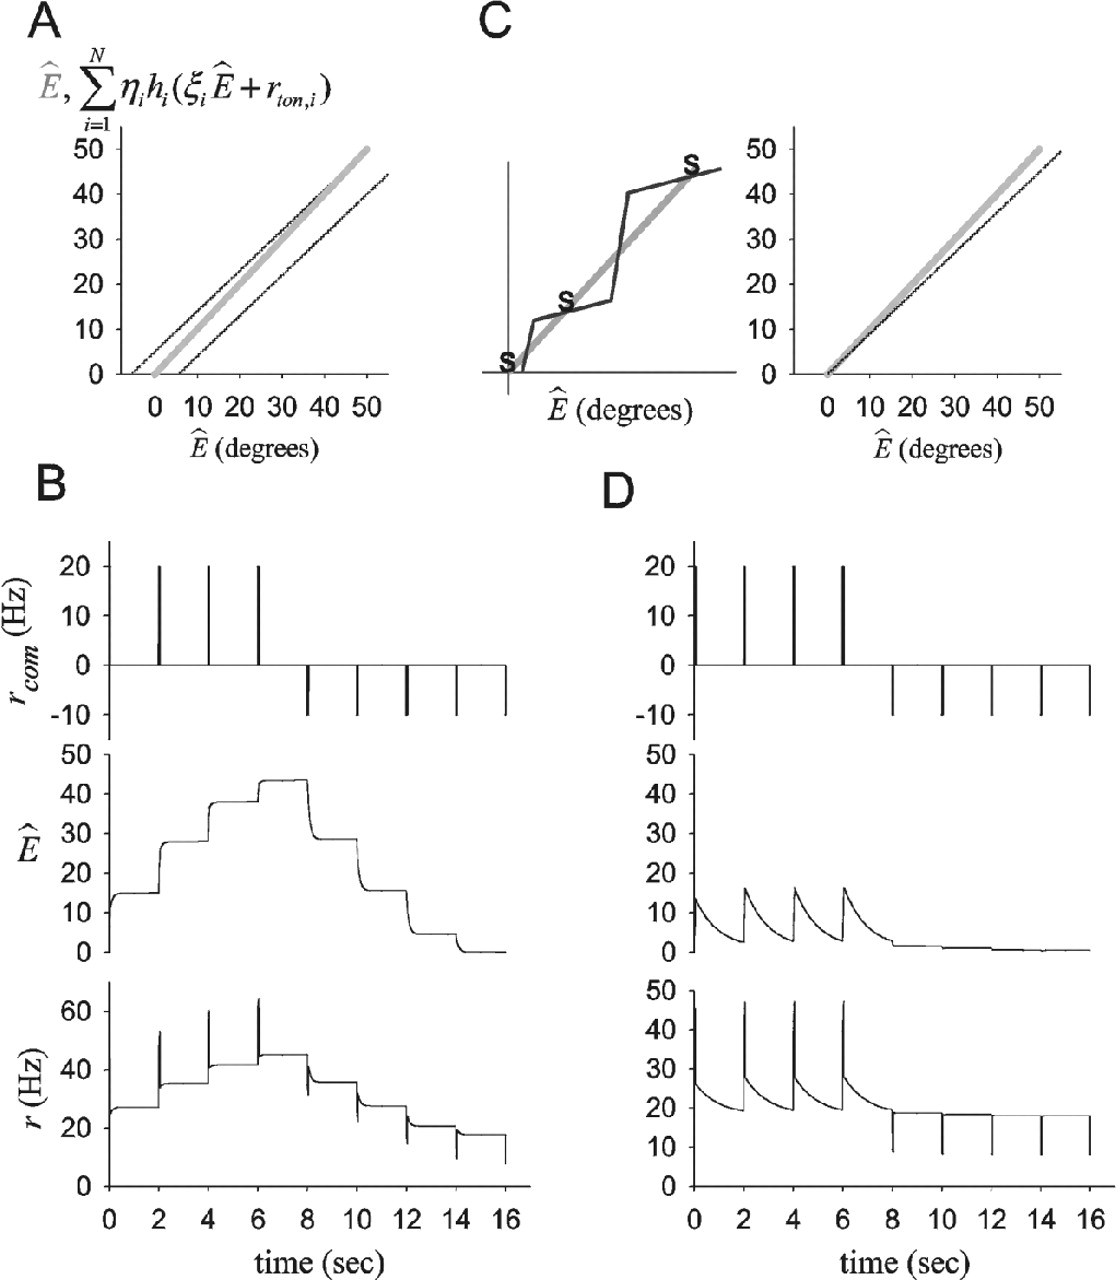 A
Ê, \sum_{i=1}^{N} η_i h_i(ξ_i Ê + r_{ton,i})
50
40
30
20
10
0
0 10 20 30 40 50
Ê (degrees)
C
S
S
S
Ê (degrees)
50
40
30
20
10
0
0 10 20 30 40 50
Ê (degrees)
B
r_{com} (Hz)
20
10
0
-10
Ê
50
40
30
20
10
0
r (Hz)
60
40
20
0
0 2 4 6 8 10 12 14 16
time (sec)
D
20
10
0
-10
50
40
30
20
10
0
50
40
30
20
10
0
0 2 4 6 8 10 12 14 16
time (sec)